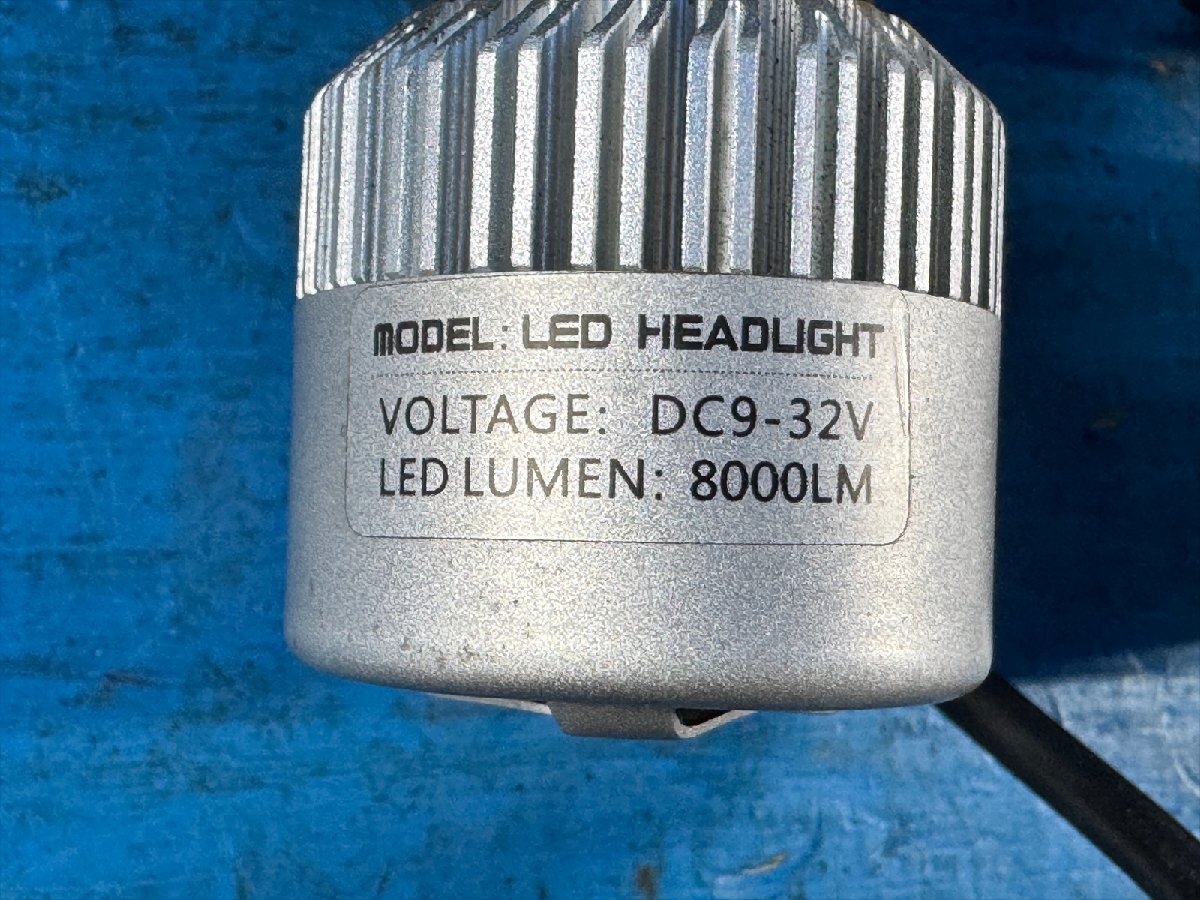 MODEL: LED HEADLIGHT
VOLTAGE: DC9-32V
LED LUMEN: 8000LM